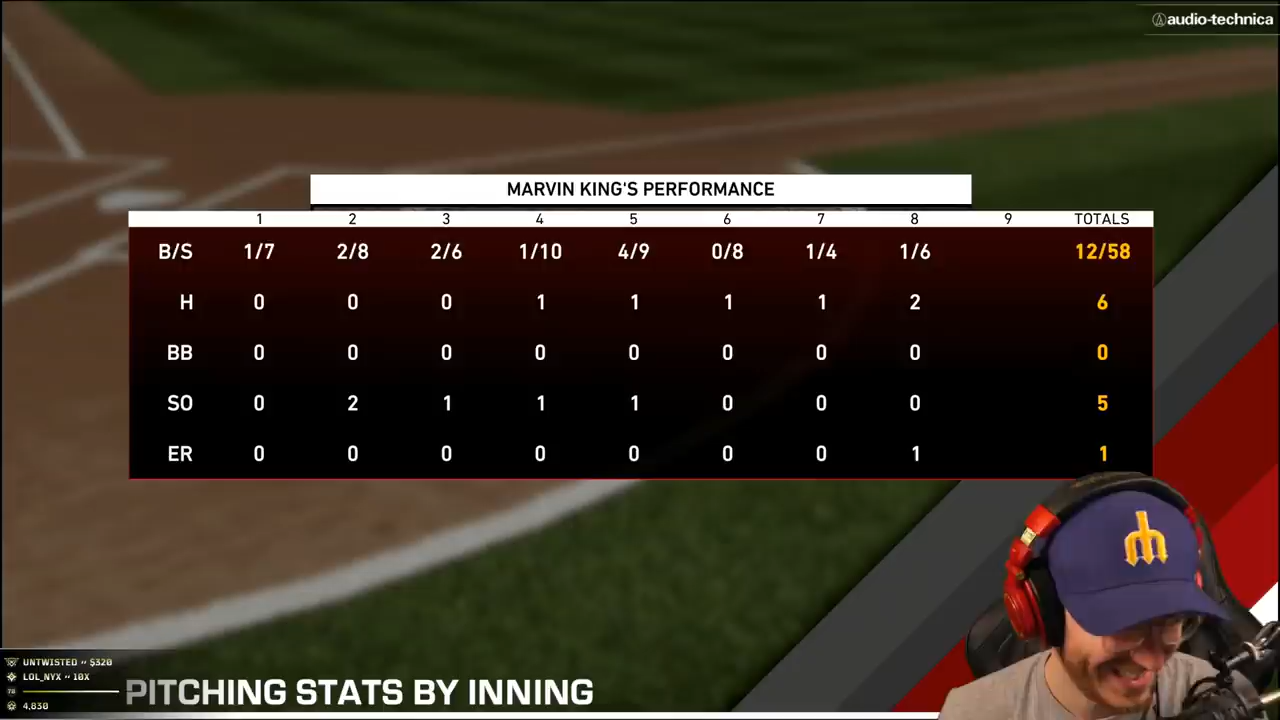 audio-technica
MARVIN KING'S PERFORMANCE
1 2 3 4 5 6 7 8 9 TOTALS
B/S 1/7 2/8 2/6 1/10 4/9 0/8 1/4 1/6 12/58
H 0 0 0 1 1 1 1 2 6
BB 0 0 0 0 0 0 0 0 0
SO 0 2 1 1 1 0 0 0 5
ER 0 0 0 0 0 0 0 1 1
UNTWISTED ~ $320
LOL_NYX ~ 10X
78
4,830
PITCHING STATS BY INNING